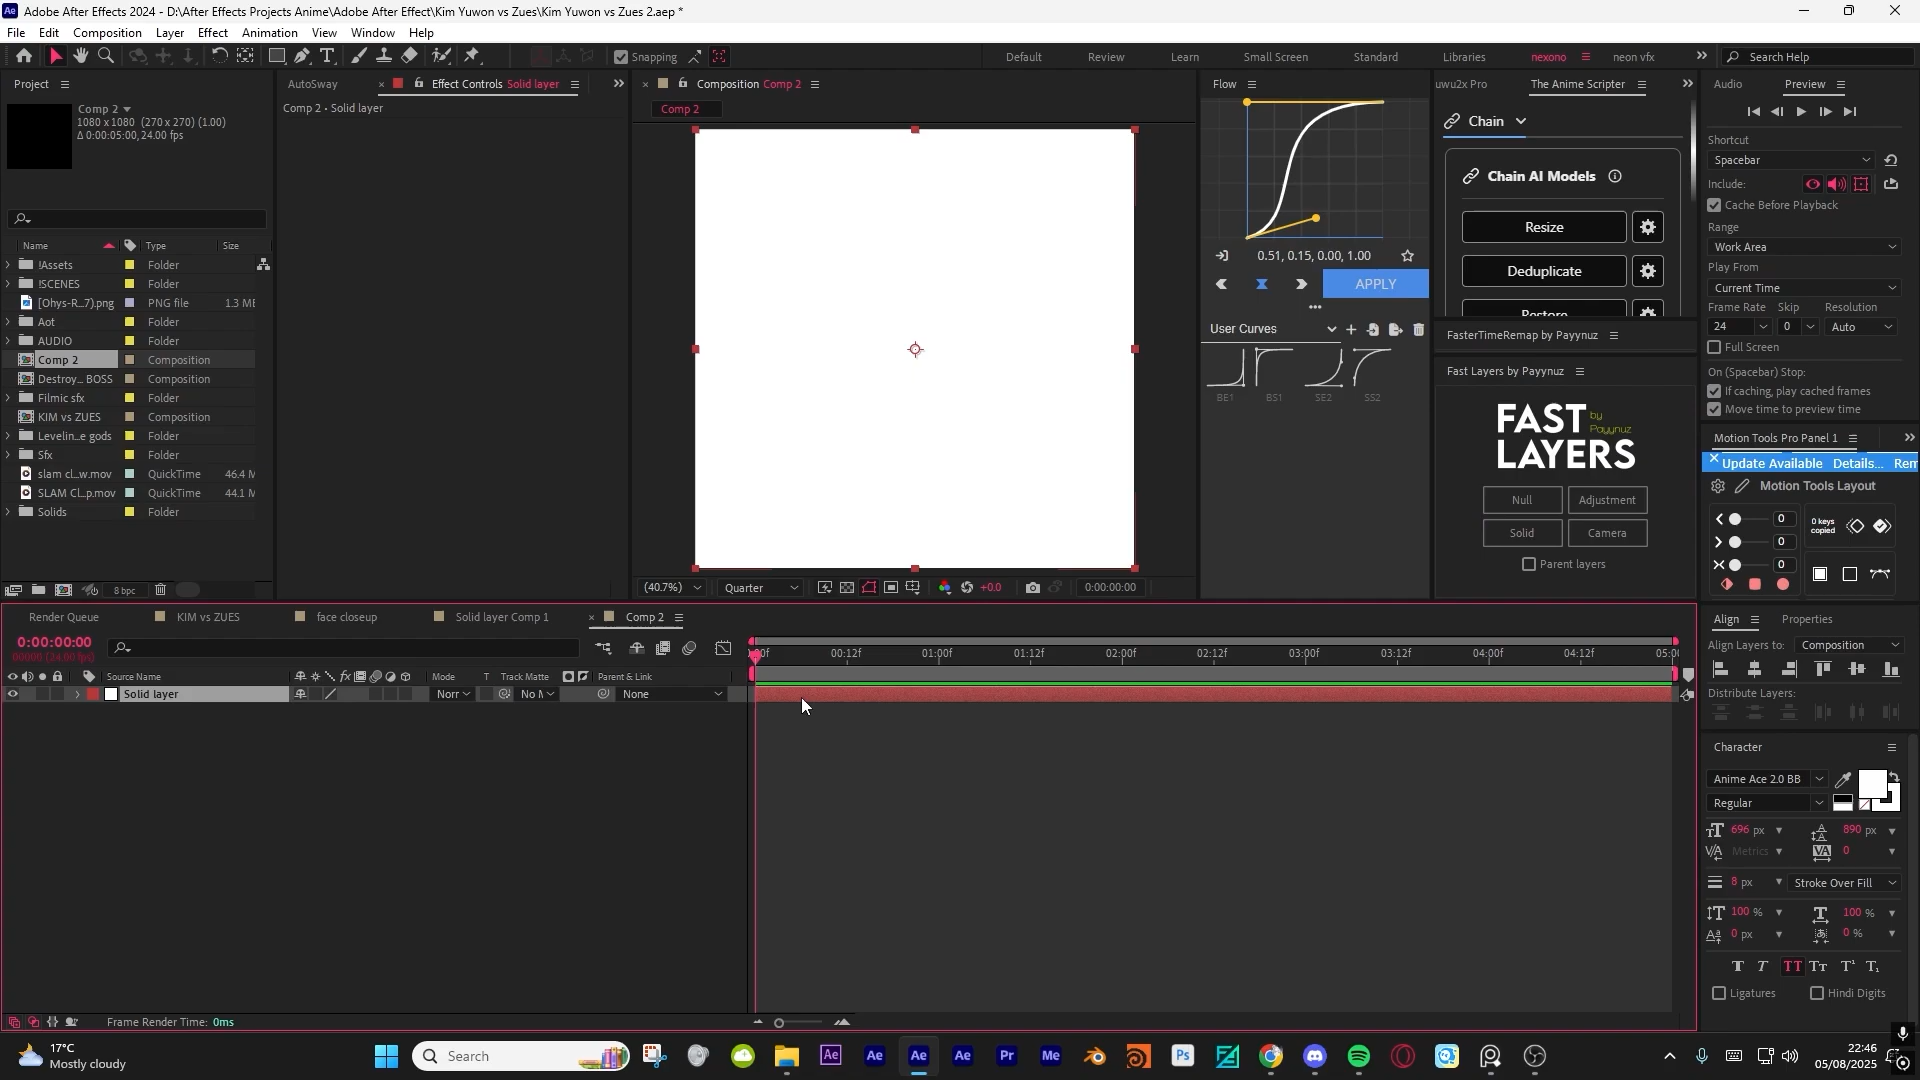 Adobe After Effects 2024 - D:\After Effects Projects Anime\Adobe After Effect\Kim Yuwon vs Zues\Kim Yuwon vs Zues 2.aep *
File Edit Composition Layer Effect Animation View Window Help
Snapping
Default Review Learn Small Screen Standard Libraries nexono neon vfx
Search Help
Project
Comp 2
1080 x 1080 (270 x 270) (1.00)
Δ 0:00:05:00, 24.00 fps
Name Type Size
!Assets Folder
!SCENES Folder
[Ohys-R...7).png PNG file 1.3 ME
Aot Folder
AUDIO Folder
Comp 2 Composition
Destroy... BOSS Composition
Filmic sfx Folder
KIM vs ZUES Composition
Levelin...e gods Folder
Sfx Folder
slam cl...w.mov QuickTime 46.4 M
SLAM Cl...p.mov QuickTime 44.1 M
Solids Folder
8 bpc
AutoSway Effect Controls Solid layer
Comp 2 • Solid layer
Composition Comp 2
Comp 2
(40.7%) Quarter +0.0 0:00:00:00
Flow
0.51, 0.15, 0.00, 1.00
APPLY
User Curves
BE1 BS1 SE2 SS2
uwu2x Pro The Anime Scripter
Chain
Chain AI Models
Resize
Deduplicate
Restore
FasterTimeRemap by Payynuz
Fast Layers by Payynuz
FAST by Payynuz
LAYERS
Null Adjustment
Solid Camera
Parent layers
Audio Preview
Shortcut
Spacebar
Include:
Cache Before Playback
Range
Work Area
Play From
Current Time
Frame Rate Skip Resolution
24 0 Auto
Full Screen
On (Spacebar) Stop:
If caching, play cached frames
Move time to preview time
Motion Tools Pro Panel 1
Update Available Details... Rem
Motion Tools Layout
0
0
0
0 keys
copied
Align Properties
Align Layers to: Composition
Distribute Layers:
Character
Anime Ace 2.0 BB
Regular
696 px 890 px
Metrics 0
8 px Stroke Over Fill
100 % 100 %
0 px 0 %
Ligatures Hindi Digits
Render Queue KIM vs ZUES face closeup Solid layer Comp 1 Comp 2
0:00:00:00
00000 (24.00 fps)
Source Name Mode T Track Matte Parent & Link
Solid layer Norr No M None
00:12f 01:00f 01:12f 02:00f 02:12f 03:00f 03:12f 04:00f 04:12f 05:0
Frame Render Time: 0ms
17°C
Mostly cloudy
Search
22:46
05/08/2025